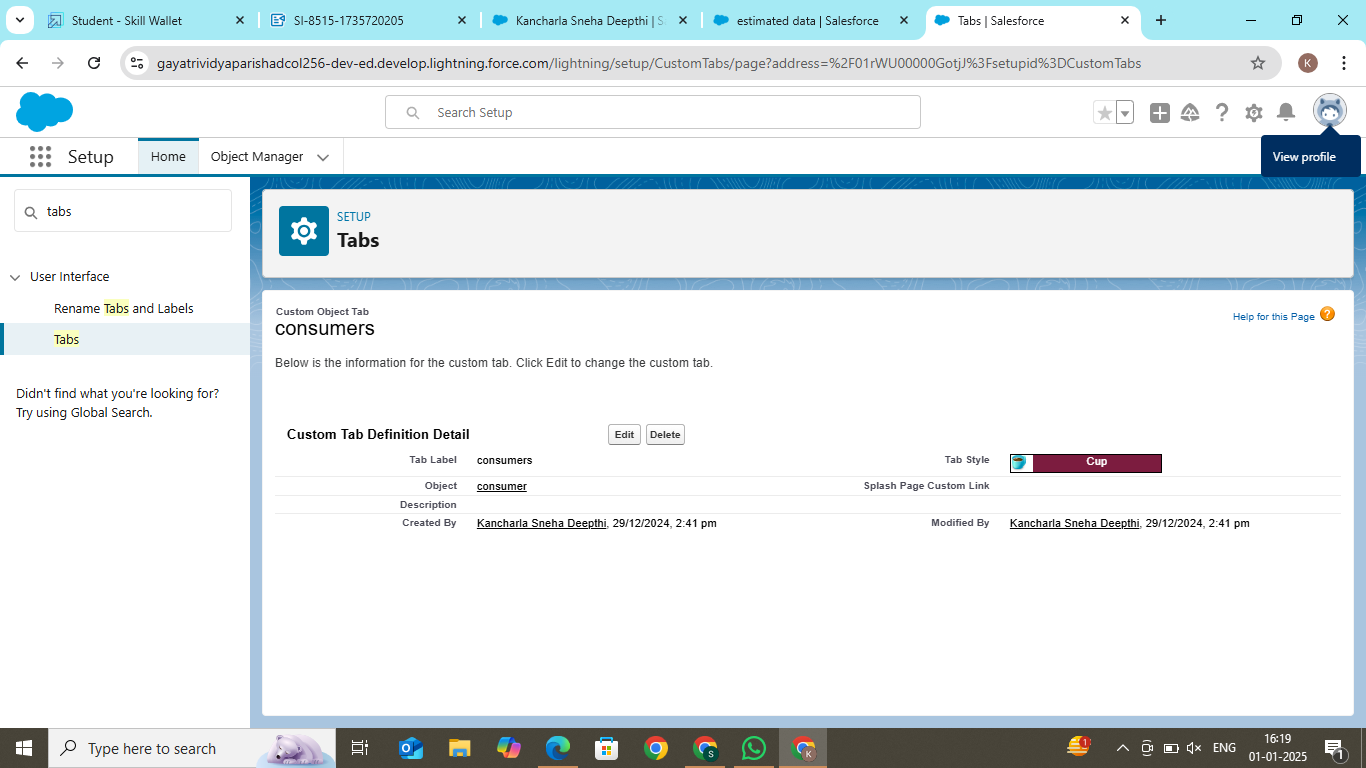 Student - Skill Wallet
SI-8515-1735720205
Kancharla Sneha Deepthi | S
estimated data | Salesforce
Tabs | Salesforce
gayatrividyaparishadcol256-dev-ed.develop.lightning.force.com/lightning/setup/CustomTabs/page?address=%2F01rWU00000GotjJ%3Fsetupid%3DCustomTabs
K
Search Setup
Setup
Home
Object Manager
View profile
tabs
User Interface
Rename Tabs and Labels
Tabs
Didn't find what you're looking for?
Try using Global Search.
SETUP
Tabs
Custom Object Tab
consumers
Help for this Page ?
Below is the information for the custom tab. Click Edit to change the custom tab.
Custom Tab Definition Detail
Edit
Delete
Tab Label consumers
Tab Style Cup
Object consumer
Splash Page Custom Link
Description
Created By Kancharla Sneha Deepthi, 29/12/2024, 2:41 pm
Modified By Kancharla Sneha Deepthi, 29/12/2024, 2:41 pm
Type here to search
S
K
1
ENG
16:19
01-01-2025
1